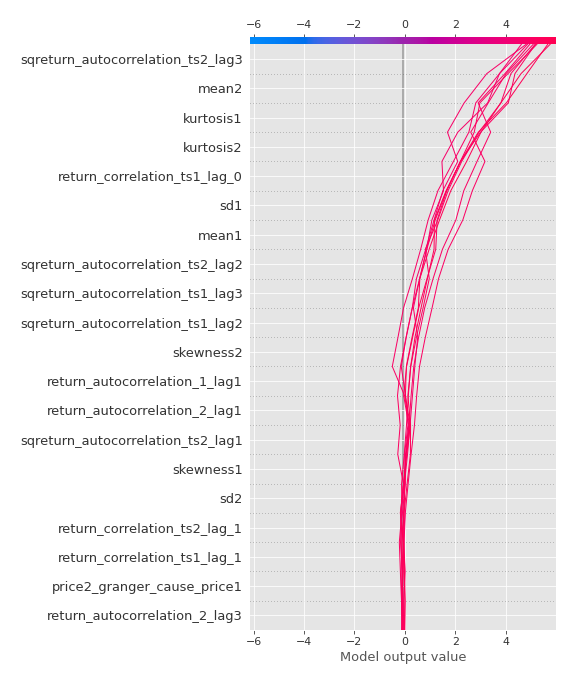 −6 −4 −2 0 2 4
sqreturn_autocorrelation_ts2_lag3
mean2
kurtosis1
kurtosis2
return_correlation_ts1_lag_0
sd1
mean1
sqreturn_autocorrelation_ts2_lag2
sqreturn_autocorrelation_ts1_lag3
sqreturn_autocorrelation_ts1_lag2
skewness2
return_autocorrelation_1_lag1
return_autocorrelation_2_lag1
sqreturn_autocorrelation_ts2_lag1
skewness1
sd2
return_correlation_ts2_lag_1
return_correlation_ts1_lag_1
price2_granger_cause_price1
return_autocorrelation_2_lag3
−6 −4 −2 0 2 4
Model output value